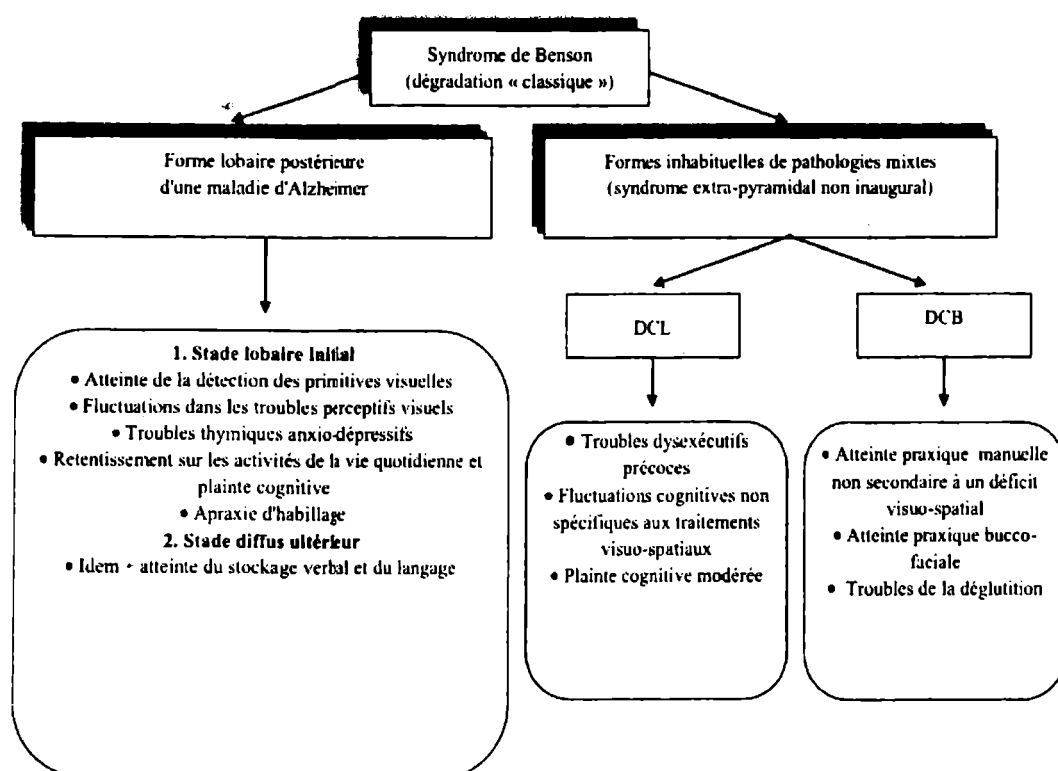 Syndrome de Benson
(dégradation « classique »)
Forme lobaire postérieure
d'une maladie d'Alzheimer
Formes inhabituelles de pathologies mixtes
(syndrome extra-pyramidal non inaugural)
DCL
DCB
1. Stade lobaire Initial
• Atteinte de la détection des primitives visuelles
• Fluctuations dans les troubles perceptifs visuels
• Troubles thymiques anxio-dépressifs
• Retentissement sur les activités de la vie quotidienne et
plainte cognitive
• Apraxie d'habillage
2. Stade diffus ultérieur
• Idem + atteinte du stockage verbal et du langage
• Troubles dysexécutifs
précoces
• Fluctuations cognitives non
spécifiques aux traitements
visuo-spatiaux
• Plainte cognitive modérée
• Atteinte praxique manuelle
non secondaire à un déficit
visuo-spatial
• Atteinte praxique bucco-
faciale
• Troubles de la déglutition